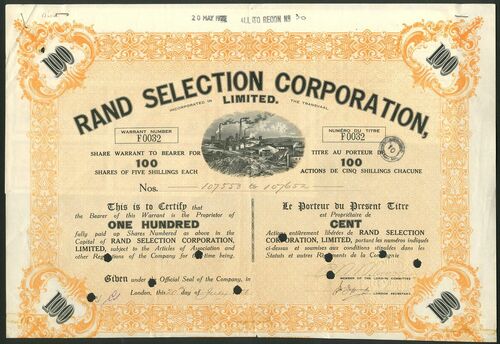 20 MAY
RECON No 30
100
100
RAND SELECTION CORPORATION,
INCORPORATED IN LIMITED. THE TRANSVAAL
WARRANT NUMBER
F0032
NUMÉRO DU TITRE
F0032
SHARE WARRANT TO BEARER FOR
100
SHARES OF FIVE SHILLINGS EACH
TITRE AU PORTEUR DE
100
ACTIONS DE CINQ SHILLINGS CHACUNE
Nos. 107553 to 107652
This is to Certify that
the Bearer of this Warrant is the Proprietor of
ONE HUNDRED
fully paid up Shares Numbered as above in the
Capital of RAND SELECTION CORPORATION,
LIMITED, subject to the Articles of Association and
other Regulations of the Company for the time being.
Given under the Official Seal of the Company, in
London, this 20 day of
Le Porteur du Présent Titre
est Propriétaire de
CENT
Actions entièrement libérées de RAND SELECTION
CORPORATION, LIMITED, portant les numéros indiqués
ci-dessus et soumises aux conditions stipulées dans les
Statuts et autres Règlements de la Compagnie
MEMBER OF THE LONDON COMMITTEE
LONDON SECRETARY
100
100